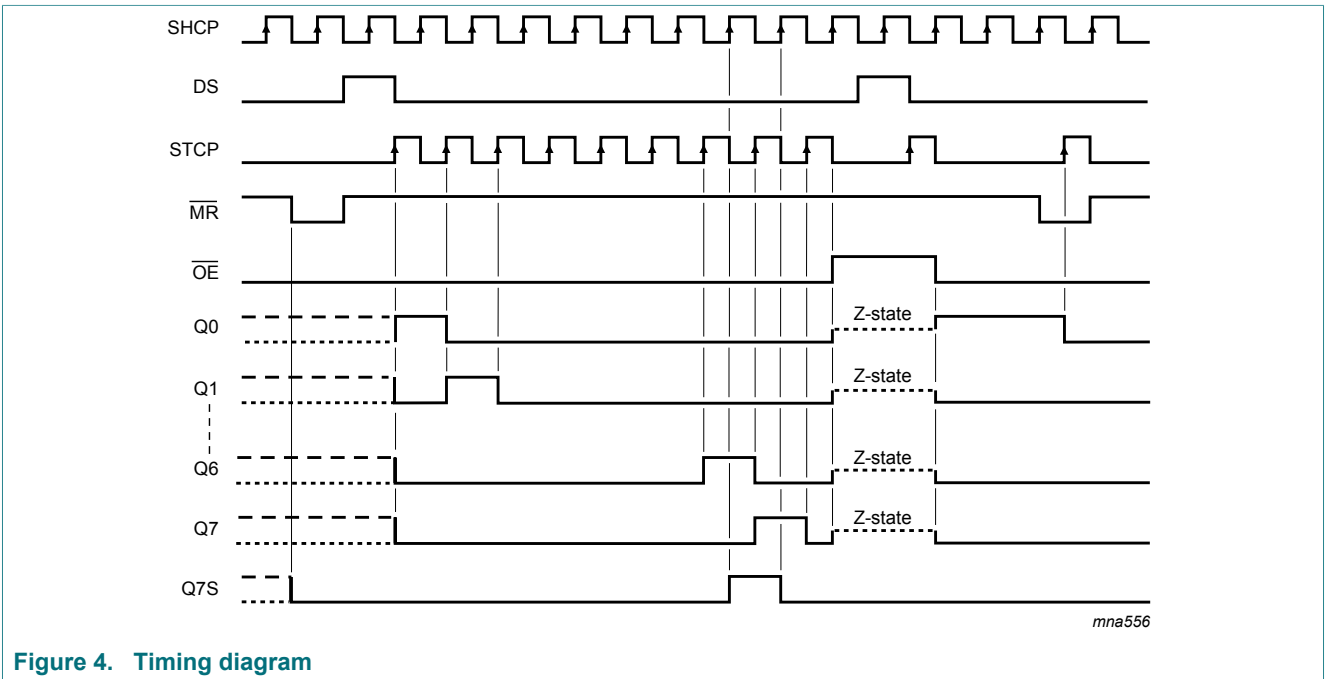 SHCP
DS
STCP
MR
OE
Q0
Z-state
Q1
Z-state
Q6
Z-state
Q7
Z-state
Q7S
mna556
Figure 4. Timing diagram